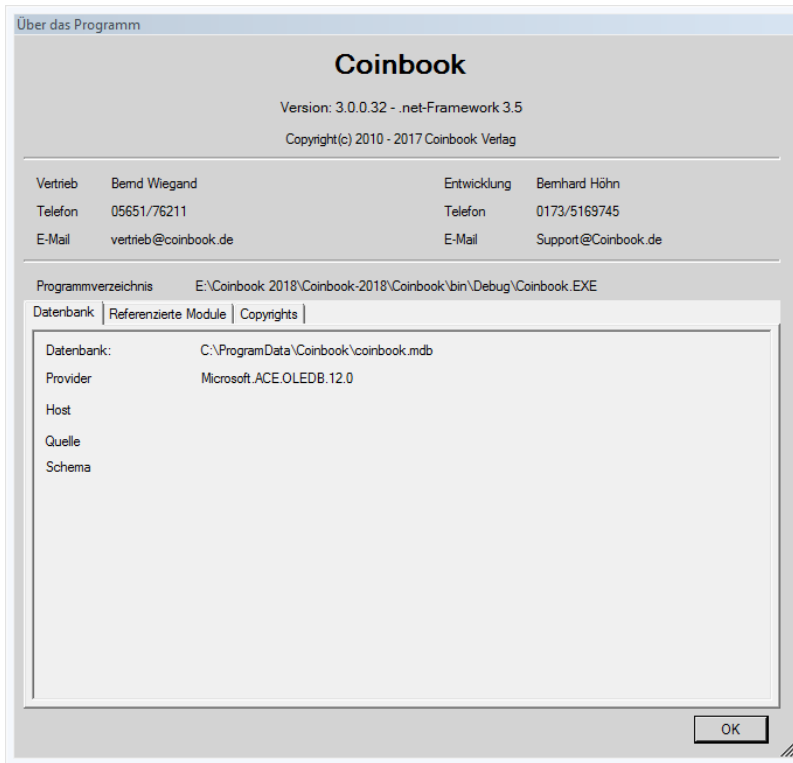 Über das Programm
Coinbook
Version: 3.0.0.32 - .net-Framework 3.5
Copyright(c) 2010 - 2017 Coinbook Verlag
Vertrieb Bernd Wiegand Entwicklung Bernhard Höhn
Telefon 05651/76211 Telefon 0173/5169745
E-Mail vertrieb@coinbook.de E-Mail Support@Coinbook.de
Programmverzeichnis E:\Coinbook 2018\Coinbook-2018\Coinbook\bin\Debug\Coinbook.EXE
Datenbank Referenzierte Module Copyrights
Datenbank: C:\ProgramData\Coinbook\coinbook.mdb
Provider Microsoft.ACE.OLEDB.12.0
Host
Quelle
Schema
OK